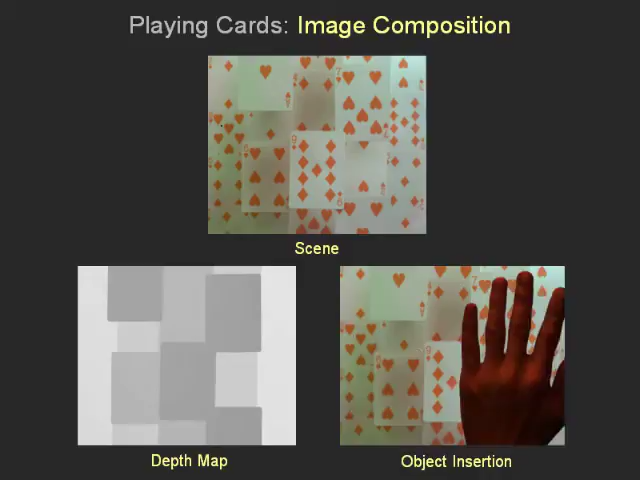 Playing Cards: Image Composition
Scene
Depth Map
Object Insertion